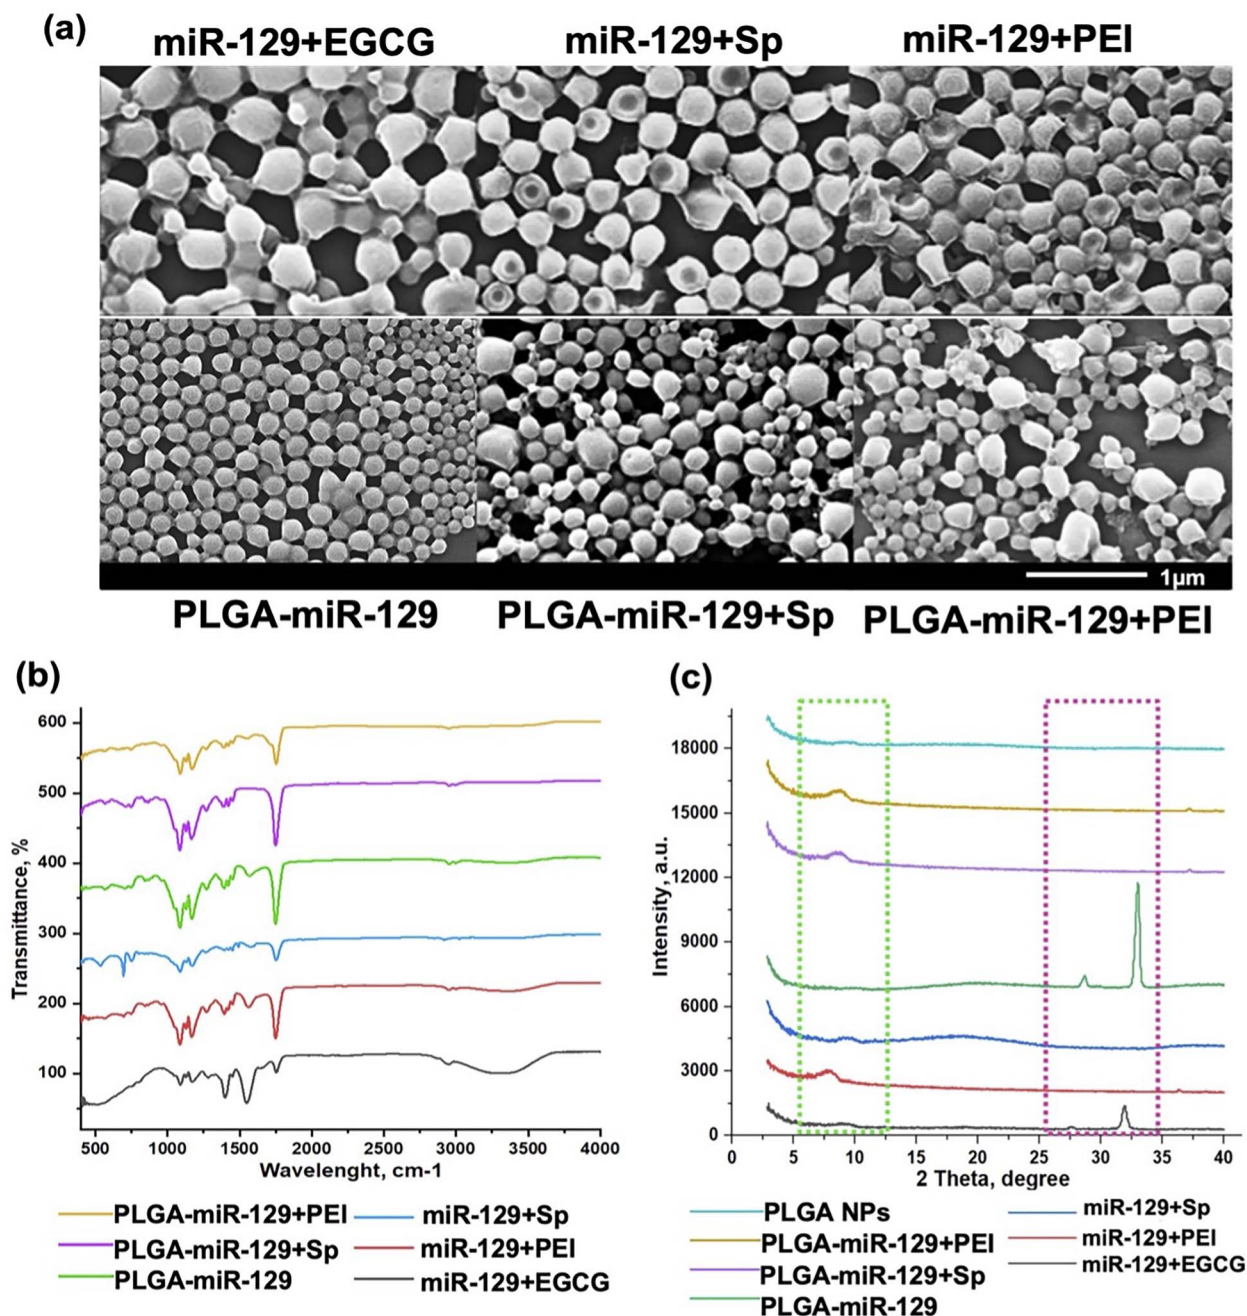 (a)
miR-129+EGCG miR-129+Sp miR-129+PEI
1μm
PLGA-miR-129 PLGA-miR-129+Sp PLGA-miR-129+PEI
(b)
600
500
400
300
200
100
Transmittance, %
500 1000 1500 2000 2500 3000 3500 4000
Wavelenght, cm-1
PLGA-miR-129+PEI miR-129+Sp
PLGA-miR-129+Sp miR-129+PEI
PLGA-miR-129 miR-129+EGCG
(c)
18000
15000
12000
9000
6000
3000
0
Intensity, a.u.
0 5 10 15 20 25 30 35 40
2 Theta, degree
PLGA NPs miR-129+Sp
PLGA-miR-129+PEI miR-129+PEI
PLGA-miR-129+Sp miR-129+EGCG
PLGA-miR-129